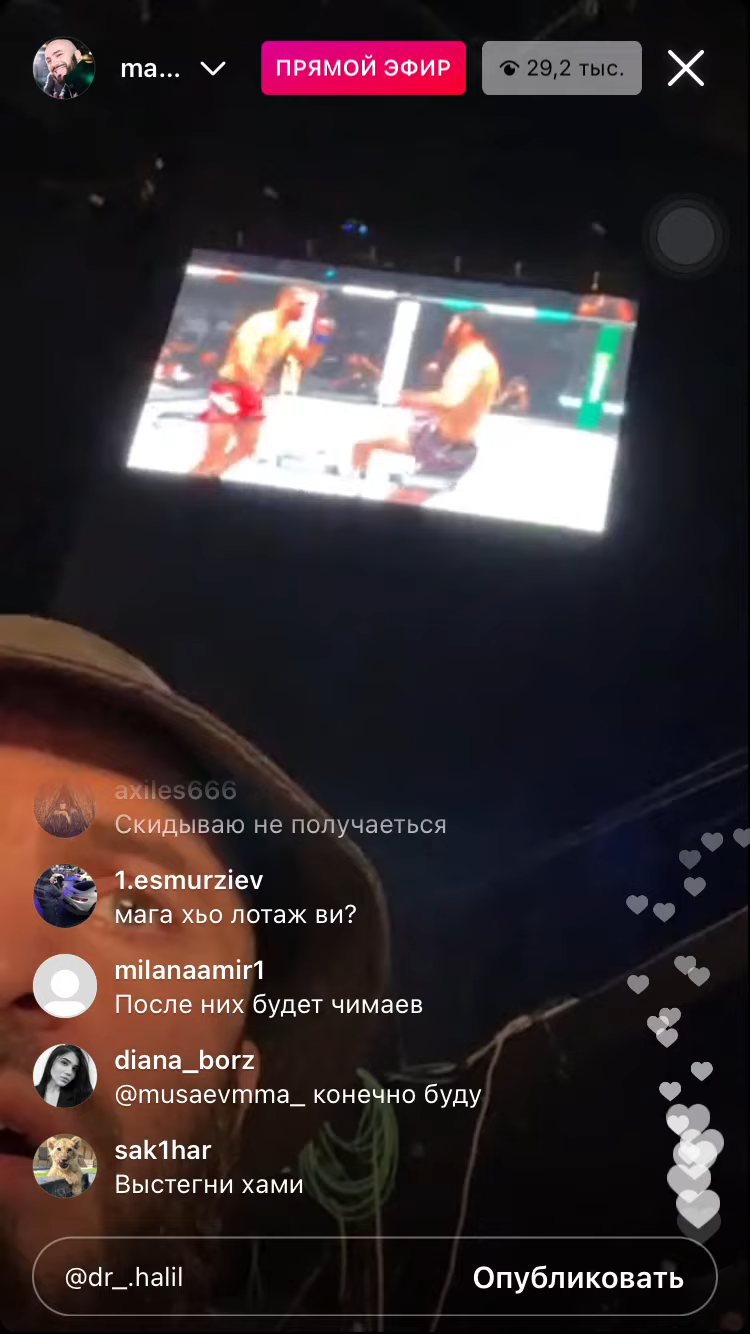 ma...
ПРЯМОЙ ЭФИР
29,2 тыс.
axiles666
Скидываю не получаеться
1.esmurziev
мага хьо лотаж ви?
milanaamir1
После них будет чимаев
diana_borz
@musaevmma_ конечно буду
sak1har
Выстегни хами
@dr_.halil
Опубликовать